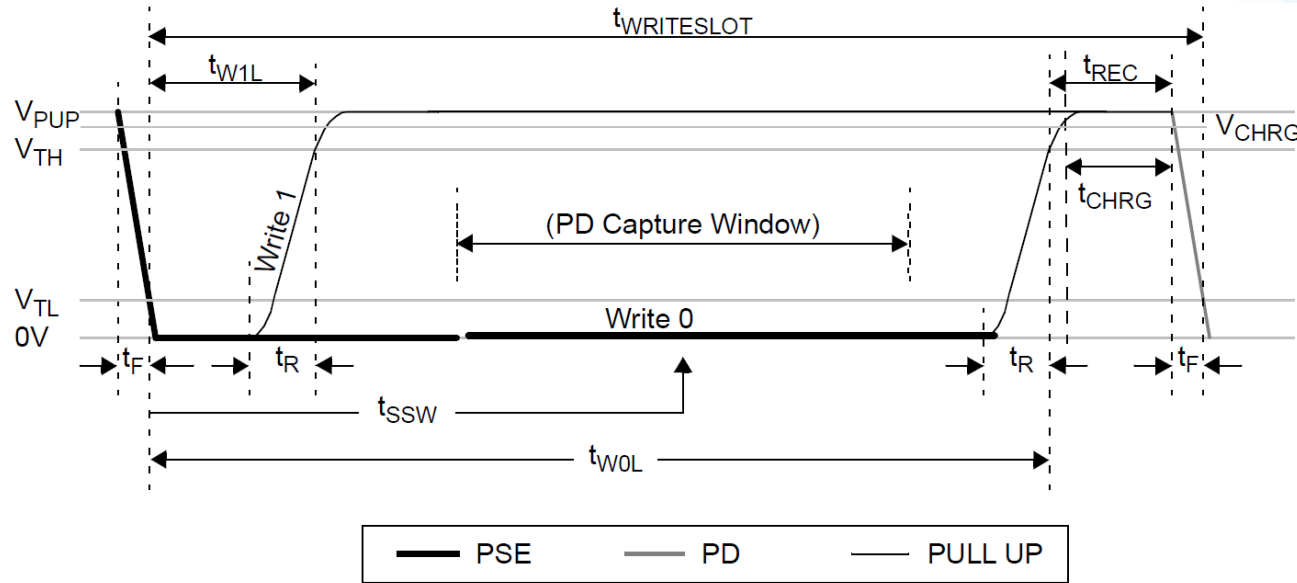 tWRITESLOT
tW1L
tREC
VPUP
VCHRG
VTH
Write 1
tCHRG
(PD Capture Window)
VTL
Write 0
0V
tF
tR
tR
tF
tSSW
tW0L
PSE
PD
PULL UP